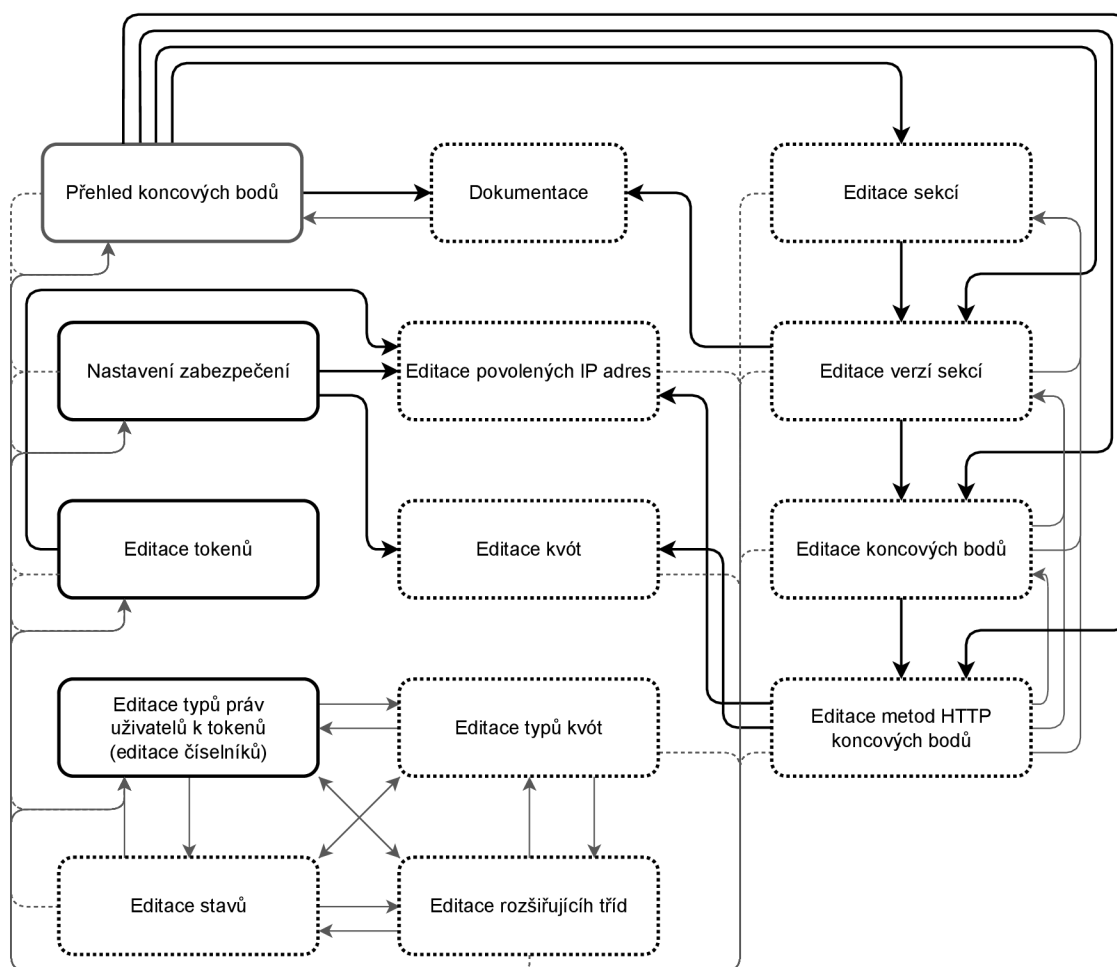 Přehled koncových bodů
Dokumentace
Editace sekcí
Nastavení zabezpečení
Editace povolených IP adres
Editace verzí sekcí
Editace tokenů
Editace kvót
Editace koncových bodů
Editace typů práv
uživatelů k tokenů
(editace číselníků)
Editace typů kvót
Editace metod HTTP
koncových bodů
Editace stavů
Editace rozšiřujícíh tříd